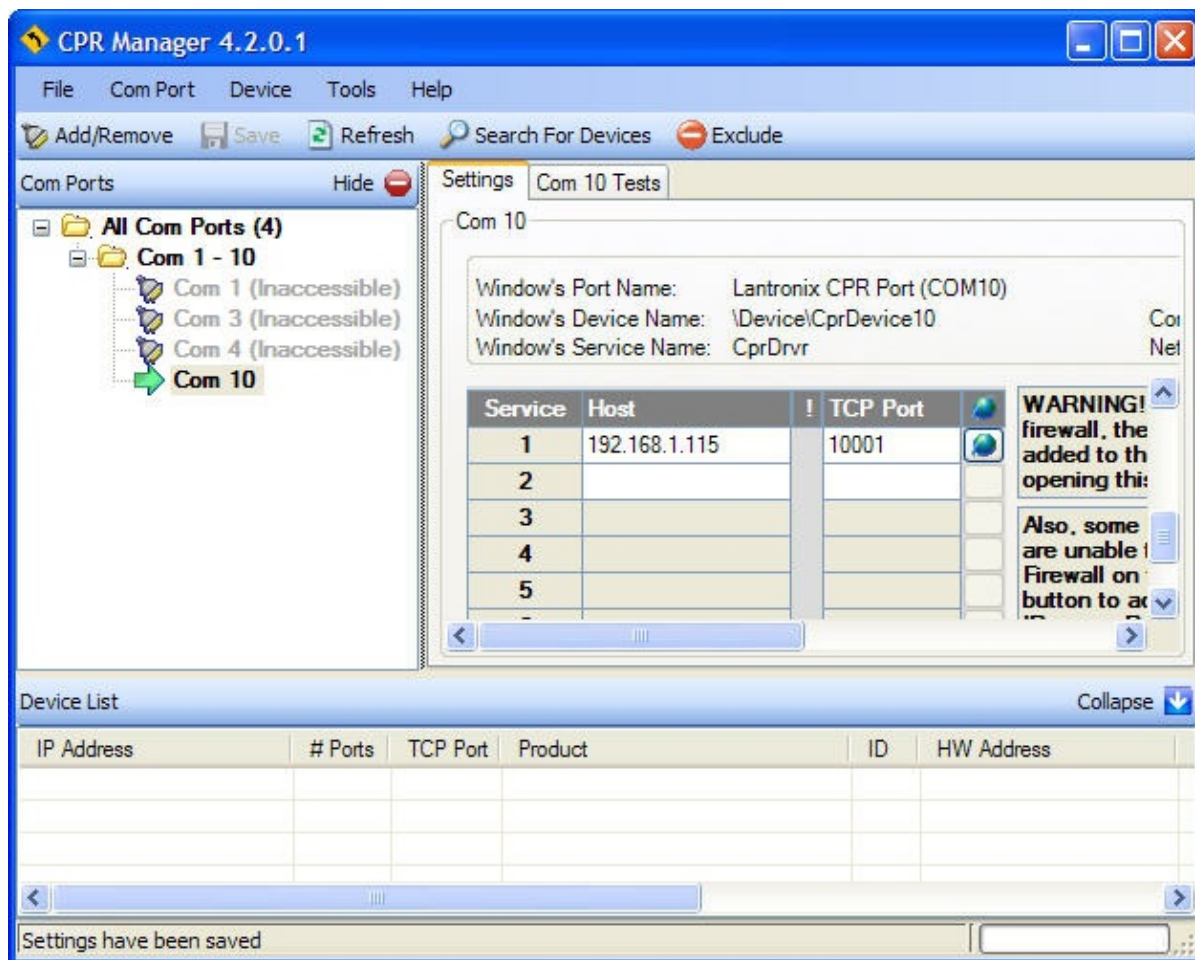 CPR Manager 4.2.0.1
File Com Port Device Tools Help
Add/Remove Save Refresh Search For Devices Exclude
Com Ports Hide
All Com Ports (4)
Com 1 - 10
Com 1 (Inaccessible)
Com 3 (Inaccessible)
Com 4 (Inaccessible)
Com 10
Settings Com 10 Tests
Com 10
Window's Port Name: Lantronix CPR Port (COM10)
Window's Device Name: \Device\CprDevice10
Window's Service Name: CprDrvr
Service Host ! TCP Port
1 192.168.1.115 10001
2
3
4
5
WARNING!
firewall, the
added to th
opening this
Also, some
are unable
Firewall on
button to
Device List Collapse
IP Address # Ports TCP Port Product ID HW Address
Settings have been saved